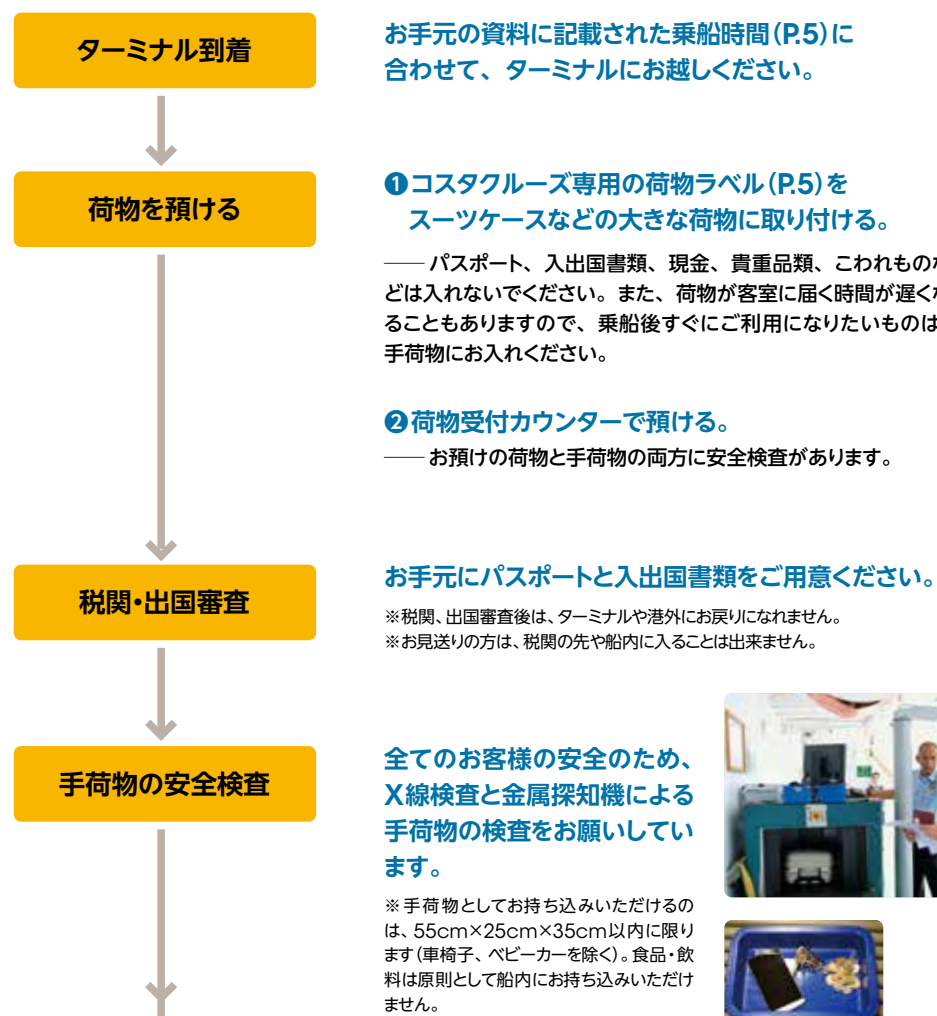 ターミナル到着
お手元の資料に記載された乗船時間(P.5)に
合わせて、ターミナルにお越しください。
荷物を預ける
❶コスタクルーズ専用の荷物ラベル(P.5)を
スーツケースなどの大きな荷物に取り付ける。
── パスポート、入出国書類、現金、貴重品類、こわれものな
どは入れないでください。また、荷物が客室に届く時間が遅くな
ることもありますので、乗船後すぐにご利用になりたいものは
手荷物にお入れください。
❷荷物受付カウンターで預ける。
── お預けの荷物と手荷物の両方に安全検査があります。
税関・出国審査
お手元にパスポートと入出国書類をご用意ください。
※税関、出国審査後は、ターミナルや港外にお戻りになれません。
※お見送りの方は、税関の先や船内に入ることは出来ません。
手荷物の安全検査
全てのお客様の安全のため、
X線検査と金属探知機による
手荷物の検査をお願いしてい
ます。
※手荷物としてお持ち込みいただけるの
は、55cm×25cm×35cm以内に限り
ます(車椅子、ベビーカーを除く)。食品・飲
料は原則として船内にお持ち込みいただけ
ません。